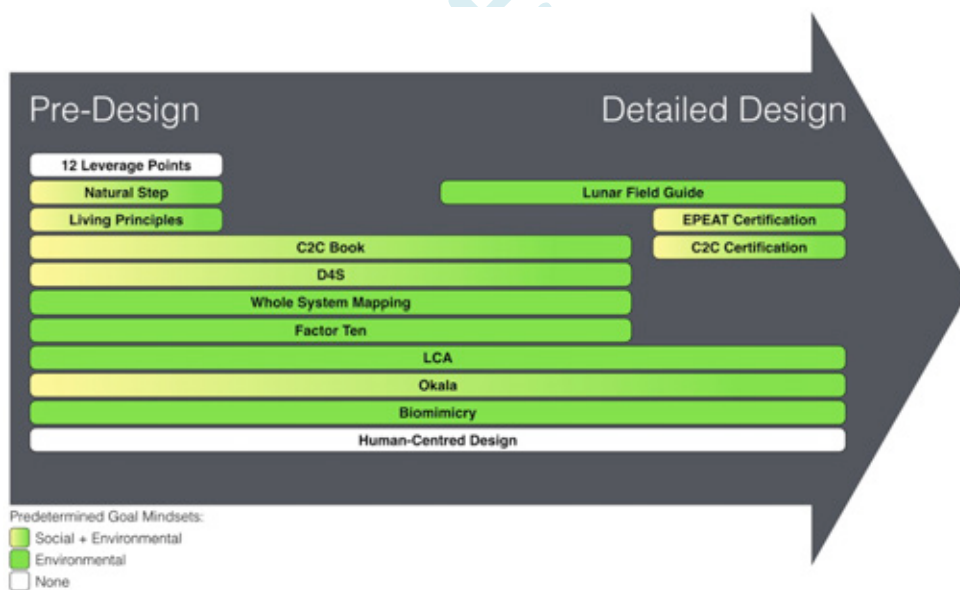 Pre-Design
Detailed Design
12 Leverage Points
Natural Step
Lunar Field Guide
Living Principles
EPEAT Certification
C2C Book
C2C Certification
D4S
Whole System Mapping
Factor Ten
LCA
Okala
Biomimicry
Human-Centred Design
Predetermined Goal Mindsets:
Social + Environmental
Environmental
None